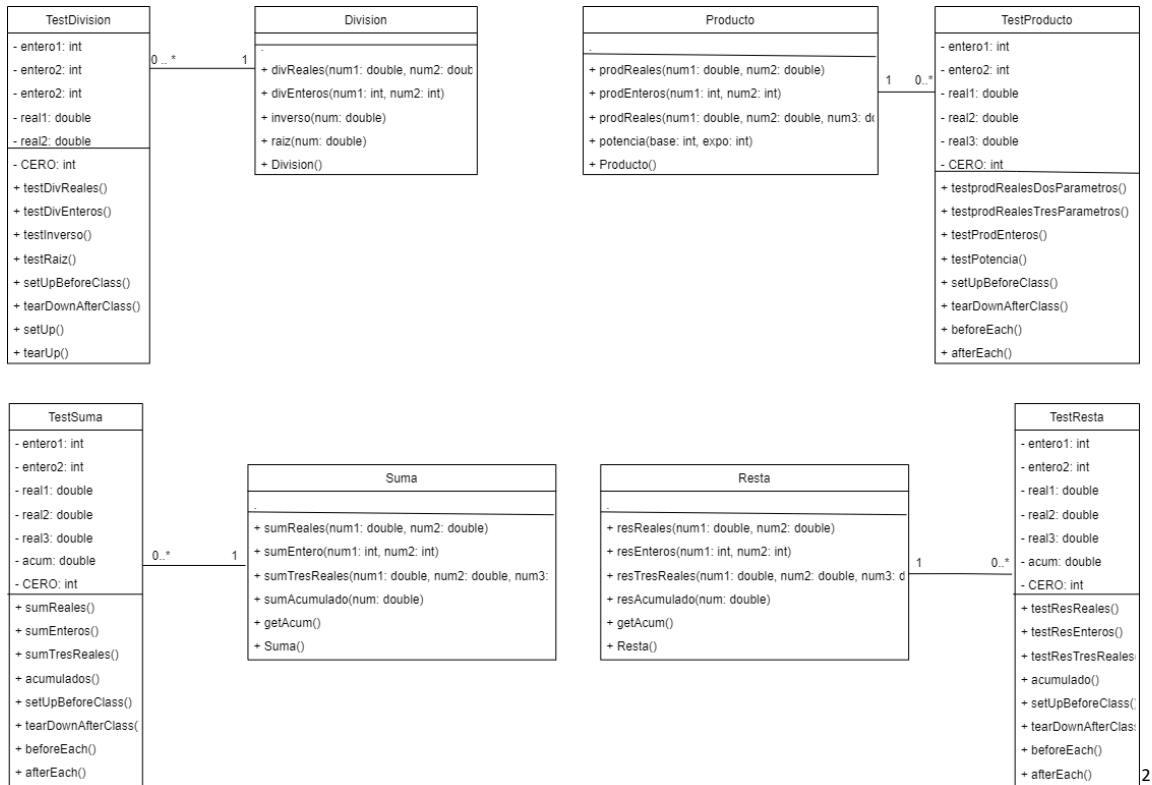 TestDivision
- entero1: int
- entero2: int
- entero2: int
- real1: double
- real2: double
- CERO: int
+ testDivReales()
+ testDivEnteros()
+ testInverso()
+ testRaiz()
+ setUpBeforeClass()
+ tearDownAfterClass()
+ setUp()
+ tearUp()
0 .. *
1
Division
.
+ divReales(num1: double, num2: doub
+ divEnteros(num1: int, num2: int)
+ inverso(num: double)
+ raiz(num: double)
+ Division()
Producto
.
+ prodReales(num1: double, num2: double)
+ prodEnteros(num1: int, num2: int)
+ prodReales(num1: double, num2: double, num3: do
+ potencia(base: int, expo: int)
+ Producto()
1
0..*
TestProducto
- entero1: int
- entero2: int
- real1: double
- real2: double
- real3: double
- CERO: int
+ testprodRealesDosParametros()
+ testprodRealesTresParametros()
+ testProdEnteros()
+ testPotencia()
+ setUpBeforeClass()
+ tearDownAfterClass()
+ beforeEach()
+ afterEach()
TestSuma
- entero1: int
- entero2: int
- real1: double
- real2: double
- real3: double
- acum: double
- CERO: int
+ sumReales()
+ sumEnteros()
+ sumTresReales()
+ acumulados()
+ setUpBeforeClass()
+ tearDownAfterClass(
+ beforeEach()
+ afterEach()
0..*
1
Suma
.
+ sumReales(num1: double, num2: double)
+ sumEntero(num1: int, num2: int)
+ sumTresReales(num1: double, num2: double, num3:
+ sumAcumulado(num: double)
+ getAcum()
+ Suma()
Resta
.
+ resReales(num1: double, num2: double)
+ resEnteros(num1: int, num2: int)
+ resTresReales(num1: double, num2: double, num3: d
+ resAcumulado(num: double)
+ getAcum()
+ Resta()
1
0..*
TestResta
- entero1: int
- entero2: int
- real1: double
- real2: double
- real3: double
- acum: double
- CERO: int
+ testResReales()
+ testResEnteros()
+ testResTresReales(
+ acumulado()
+ setUpBeforeClass()
+ tearDownAfterClas
+ beforeEach()
+ afterEach()
2